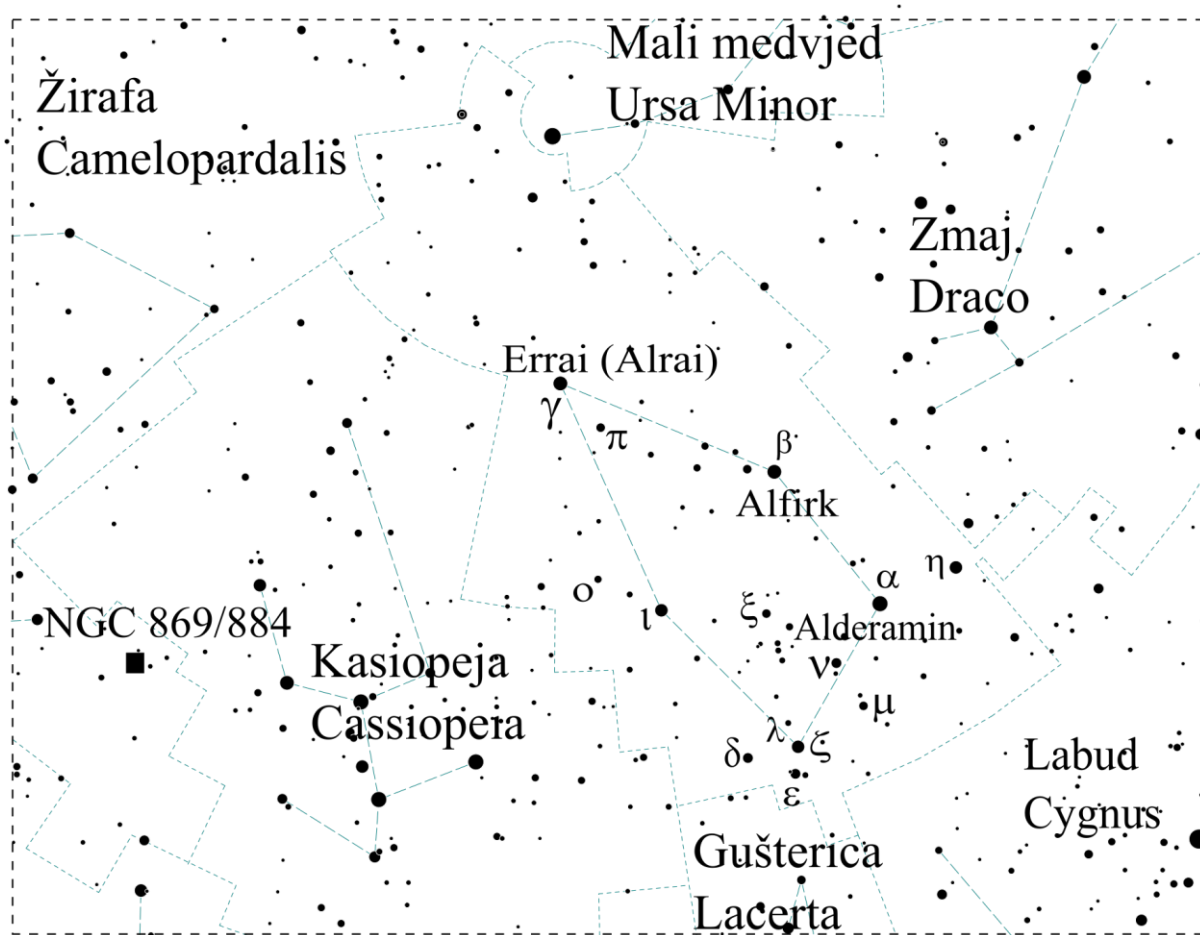 Mali medvjed
Ursa Minor
Žirafa
Camelopardalis
Zmaj
Draco
Errai (Alrai)
γ
π
β
Alfirk
η
α
ο
ξ
ι
Alderamin
NGC 869/884
ν
Kasiopeja
Cassiopeia
μ
λ
ζ
δ
ε
Labud
Cygnus
Gušterica
Lacerta